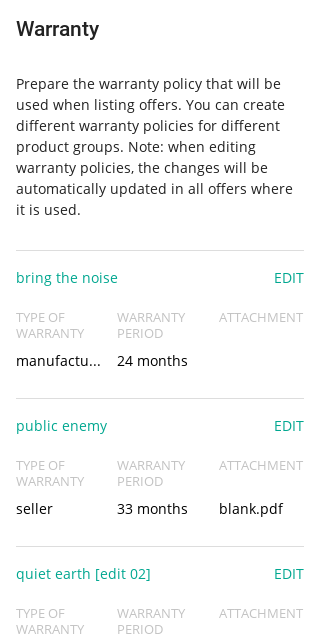 Warranty
Prepare the warranty policy that will be
used when listing offers. You can create
different warranty policies for different
product groups. Note: when editing
warranty policies, the changes will be
automatically updated in all offers where
it is used.
bring the noise EDIT
TYPE OF WARRANTY ATTACHMENT
WARRANTY PERIOD
manufactu... 24 months
public enemy EDIT
TYPE OF WARRANTY ATTACHMENT
WARRANTY PERIOD
seller 33 months blank.pdf
quiet earth [edit 02] EDIT
TYPE OF WARRANTY ATTACHMENT
WARRANTY PERIOD